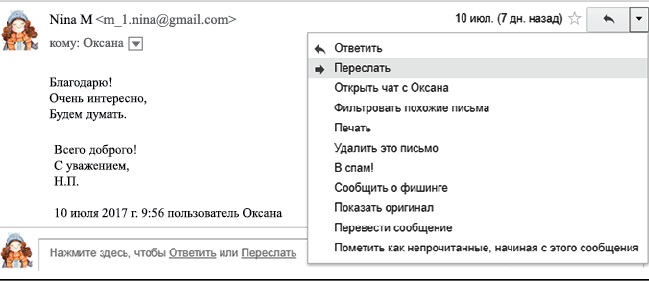 Nina M <m_1.nina@gmail.com>
10 июл. (7 дн. назад)
кому: Оксана
Благодарю!
Очень интересно,
Будем думать.
Всего доброго!
С уважением,
Н.П.
10 июля 2017 г. 9:56 пользователь Оксана
Нажмите здесь, чтобы Ответить или Переслать
Ответить
Переслать
Открыть чат с Оксана
Фильтровать похожие письма
Печать
Удалить это письмо
В спам!
Сообщить о фишинге
Показать оригинал
Перевести сообщение
Пометить как непрочитанные, начиная с этого сообщения